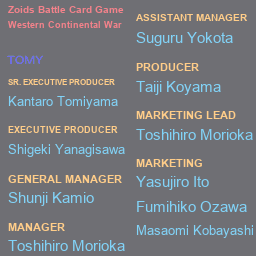 Zoids Battle Card Game
Western Continental War
TOMY
SR. EXECUTIVE PRODUCER
Kantaro Tomiyama
EXECUTIVE PRODUCER
Shigeki Yanagisawa
GENERAL MANAGER
Shunji Kamio
MANAGER
Toshihiro Morioka
ASSISTANT MANAGER
Suguru Yokota
PRODUCER
Taiji Koyama
MARKETING LEAD
Toshihiro Morioka
MARKETING
Yasujiro Ito
Fumihiko Ozawa
Masaomi Kobayashi